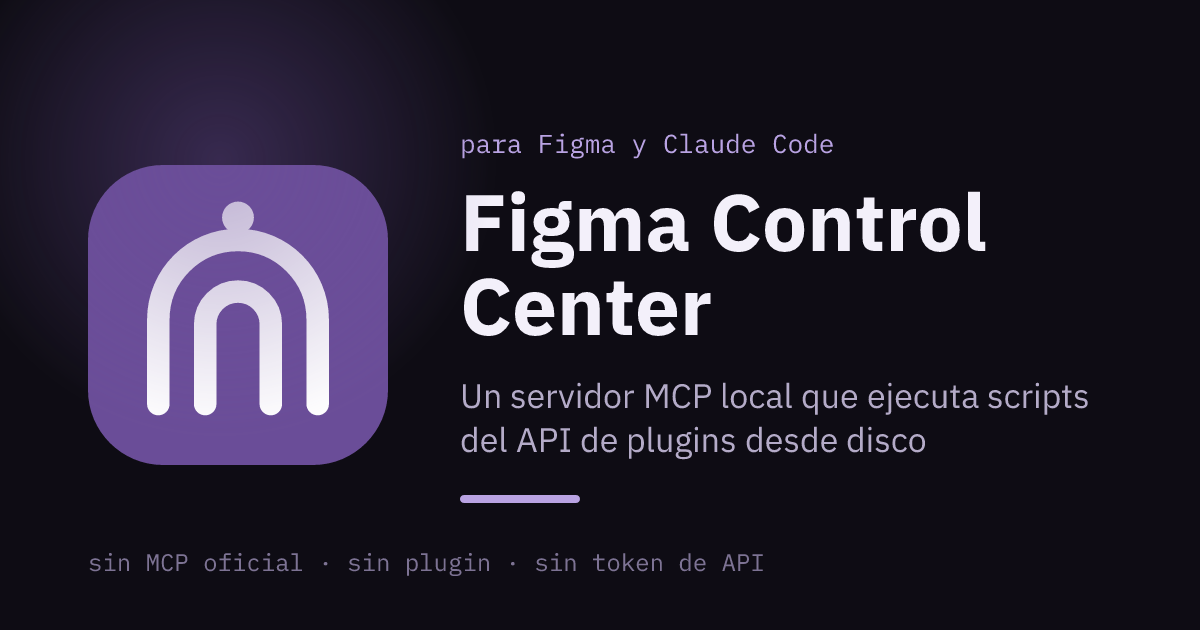 para Figma y Claude Code
Figma Control
Center
Un servidor MCP local que ejecuta scripts
del API de plugins desde disco
sin MCP oficial · sin plugin · sin token de API